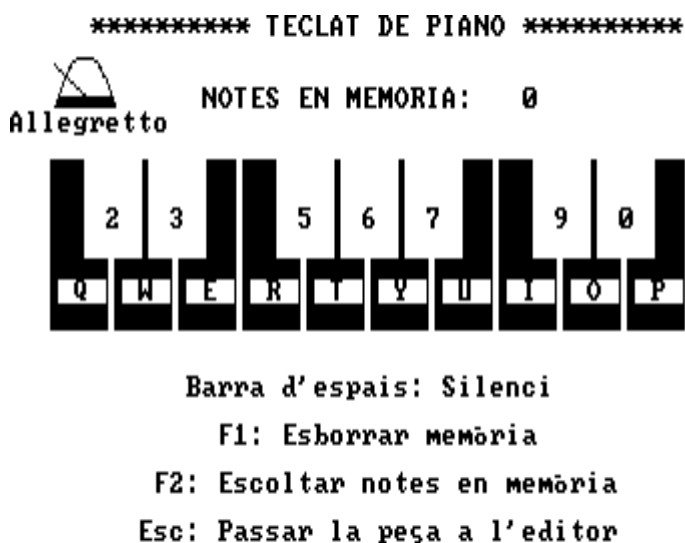 ********** TECLAT DE PIANO **********
NOTES EN MEMORIA: 0
Allegretto
2 3 5 6 7 9 0
Q W E R T Y U I O P
Barra d'espais: Silenci
F1: Esborrar memòria
F2: Escoltar notes en memòria
Esc: Passar la peça a l'editor